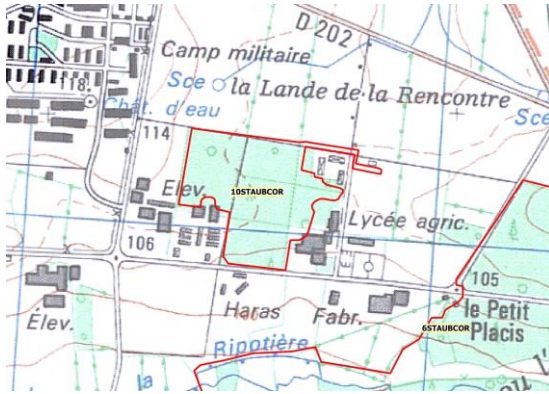 D-202
Camp militaire
118
Sce
la Lande de la Rencontre
Chât. d'eau
Sce
114
Elev.
10STAUBCOR
Lycée agric.
106
105
Élev.
Haras
Fabr.
le Petit
Placis
6STAUBCOR
Ripotière
la